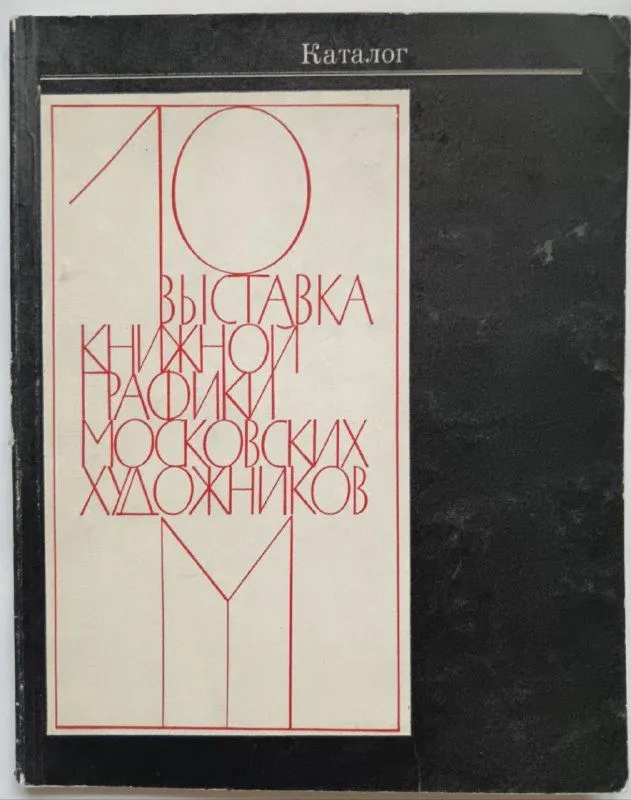 Каталог
10
ВЫСТАВКА
КНИЖНОЙ
ГРАФИКИ
МОСКОВСКИХ
ХУДОЖНИКОВ
М